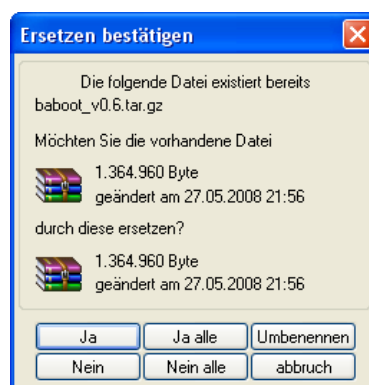 Ersetzen bestätigen
Die folgende Datei existiert bereits
baboot_v0.6.tar.gz
Möchten Sie die vorhandene Datei
1.364.960 Byte
geändert am 27.05.2008 21:56
durch diese ersetzen?
1.364.960 Byte
geändert am 27.05.2008 21:56
Ja Ja alle Umbenennen
Nein Nein alle abbruch